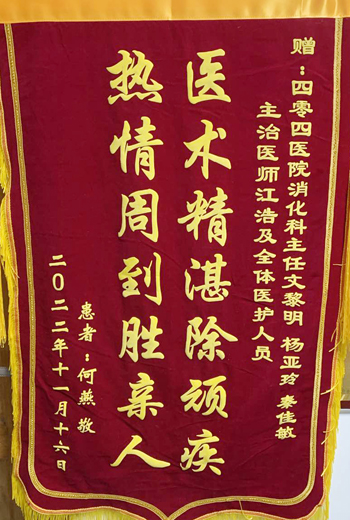 赠：四零四医院消化科主任文黎明 杨亚玲 秦佳敏
主治医师江浩及全体医护人员
医术精湛除顽疾
热情周到胜亲人
患者：何燕敬
二〇二二年十一月十六日